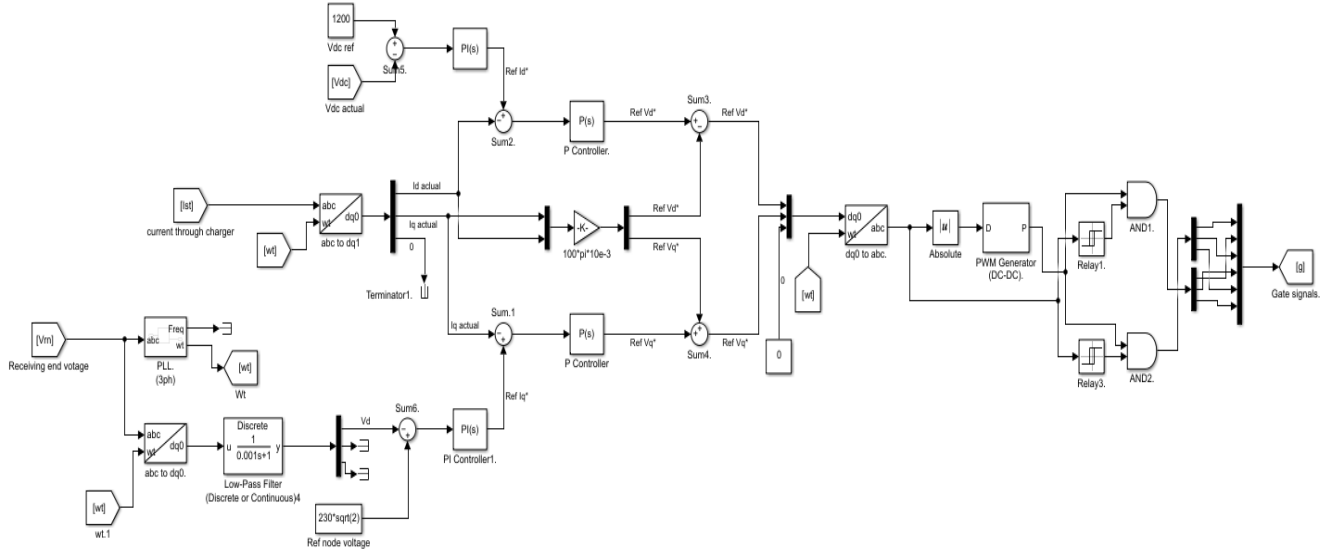 1200
Vdc ref
+
−
Sum5.
[Vdc]
Vdc actual
PI(s)
Ref Id*
− +
Sum2.
P(s)
P Controller.
Ref Vd*
Sum3.
+ −
Ref Vd*
[Ist]
current through charger
[wt]
abc
wt
dq0
abc to dq1
Id actual
Iq actual
0
Terminator1.
-K-
100*pi*10e-3
Ref Vd*
Ref Vq*
Iq actual
Sum.1
−
+
P(s)
P Controller
Ref Vq*
+
+
Sum4.
Ref Vq*
Ref Iq*
0
0
[wt]
dq0
wt
abc
dq0 to abc.
|u|
Absolute
D
P
PWM Generator
(DC-DC).
Relay1.
AND1.
Relay3.
AND2.
[g]
Gate signals.
[Vrn]
Receiving end votage
abc
Freq
wt
PLL.
(3ph)
[wt]
Wt
abc
wt
dq0
abc to dq0.
[wt]
wt.1
Discrete
u
1
0.001s+1
y
Low-Pass Filter
(Discrete or Continuous)4
Vd
Sum6.
−
+
PI(s)
PI Controller1.
230*sqrt(2)
Ref node voltage